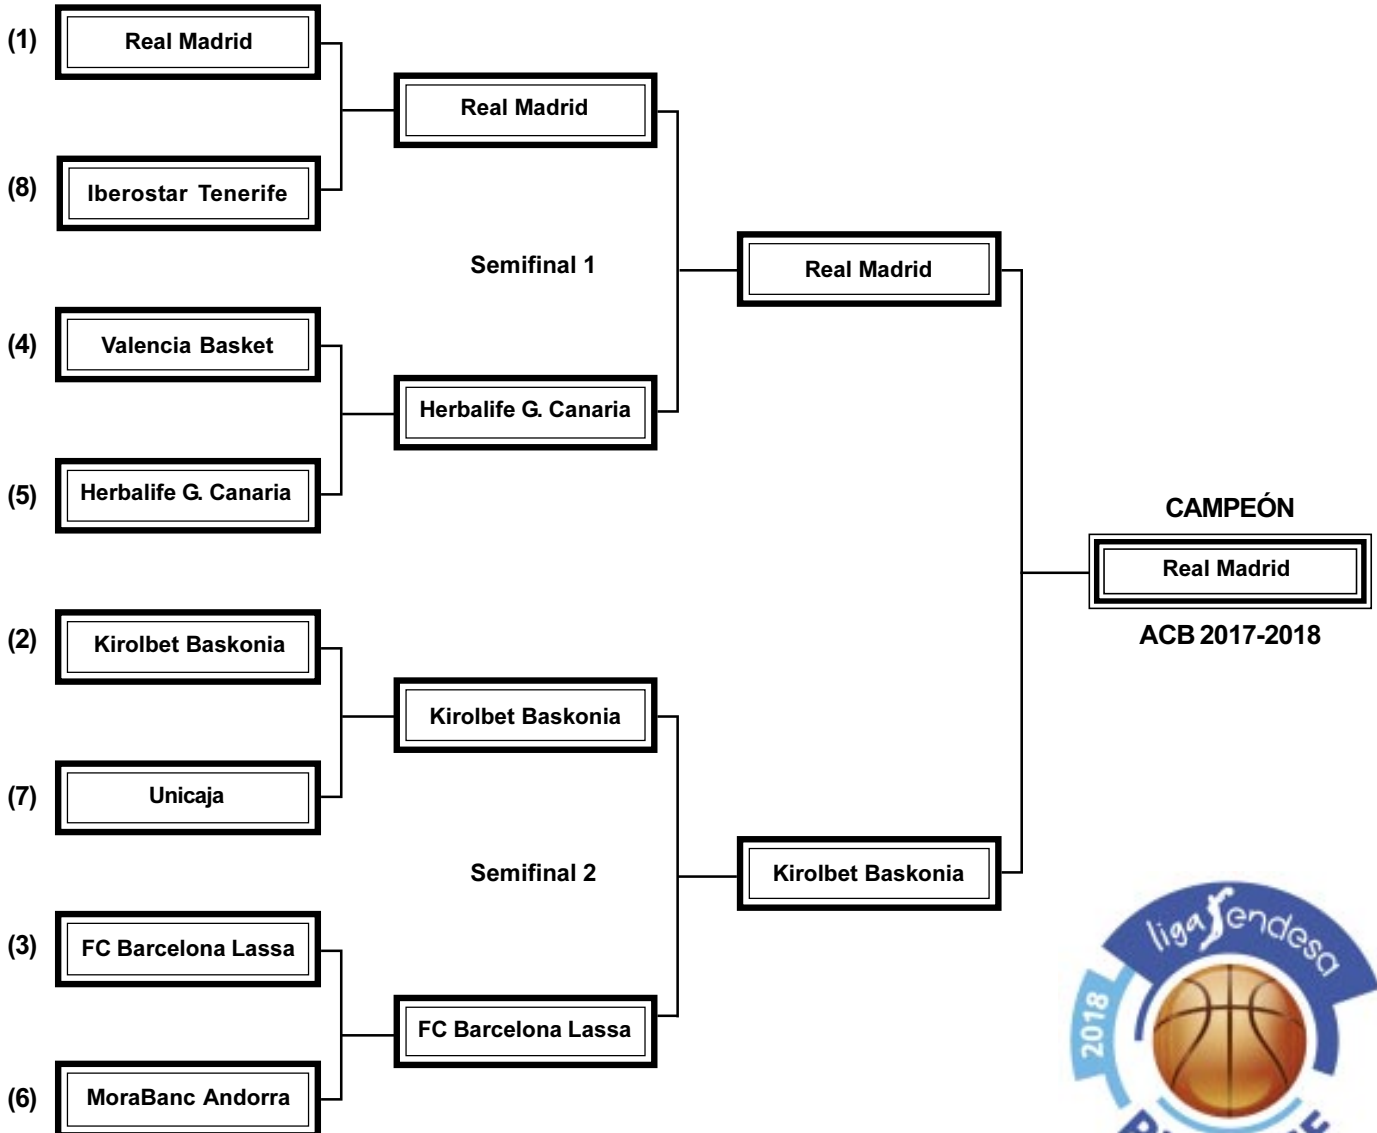 (1)
Real Madrid
(8)
Iberostar Tenerife
Real Madrid
Semifinal 1
(4)
Valencia Basket
(5)
Herbalife G. Canaria
Herbalife G. Canaria
Real Madrid
(2)
Kirolbet Baskonia
(7)
Unicaja
Kirolbet Baskonia
Semifinal 2
(3)
FC Barcelona Lassa
(6)
MoraBanc Andorra
FC Barcelona Lassa
Kirolbet Baskonia
CAMPEÓN
Real Madrid
ACB 2017-2018
liga endesa
2018